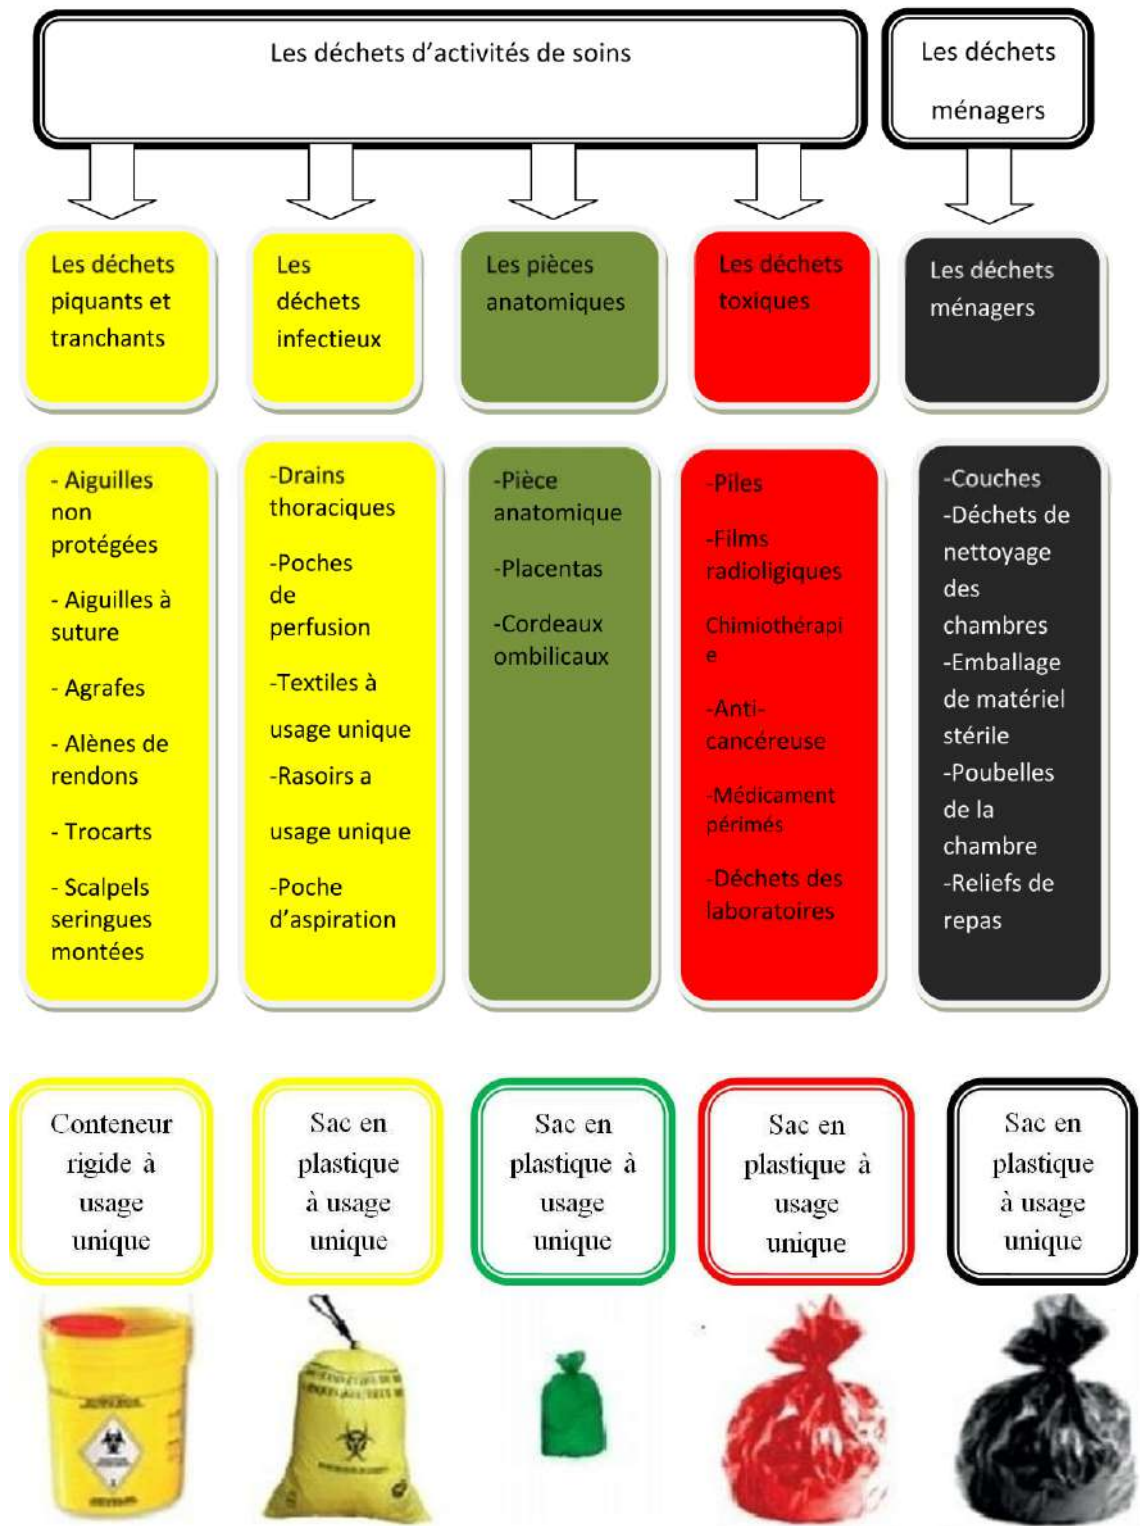 Les déchets d'activités de soins
Les déchets
ménagers
Les déchets
piquants et
tranchants
Les
déchets
infectieux
Les pièces
anatomiques
Les déchets
toxiques
Les déchets
ménagers
- Aiguilles
non
protégées
- Aiguilles à
suture
- Agrafes
- Alènes de
rendons
- Trocarts
- Scalpels
seringues
montées
-Drains
thoraciques
-Poches
de
perfusion
-Textiles à
usage unique
-Rasoirs a
usage unique
-Poche
d'aspiration
-Pièce
anatomique
-Placentas
-Cordeaux
ombilicaux
-Piles
-Films
radioligiques
Chimiothérapi
e
-Anti-
cancéreuse
-Médicament
périmés
-Déchets des
laboratoires
-Couches
-Déchets de
nettoyage
des
chambres
-Emballage
de matériel
stérile
-Poubelles
de la
chambre
-Reliefs de
repas
Conteneur
rigide à
usage
unique
Sac en
plastique
à usage
unique
Sac en
plastique à
usage
unique
Sac en
plastique à
usage
unique
Sac en
plastique
à usage
unique